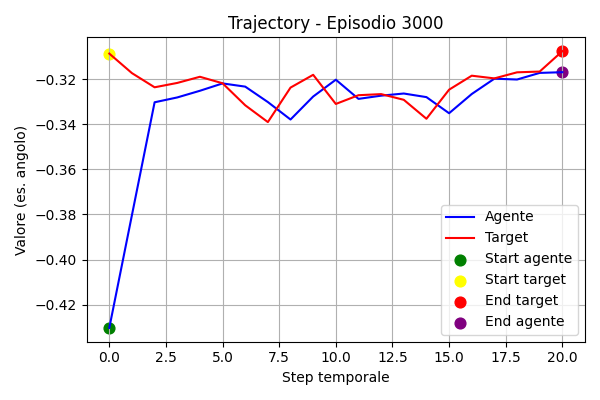 Trajectory - Episodio 3000
Valore (es. angolo)
−0.32
−0.34
−0.36
−0.38
−0.40
−0.42
Agente
Target
Start agente
Start target
End target
End agente
0.0 2.5 5.0 7.5 10.0 12.5 15.0 17.5 20.0
Step temporale